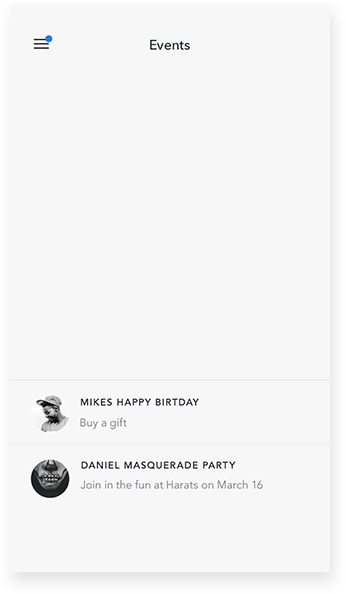 Events
MIKES HAPPY BIRTDAY
Buy a gift
DANIEL MASQUERADE PARTY
Join in the fun at Harats on March 16